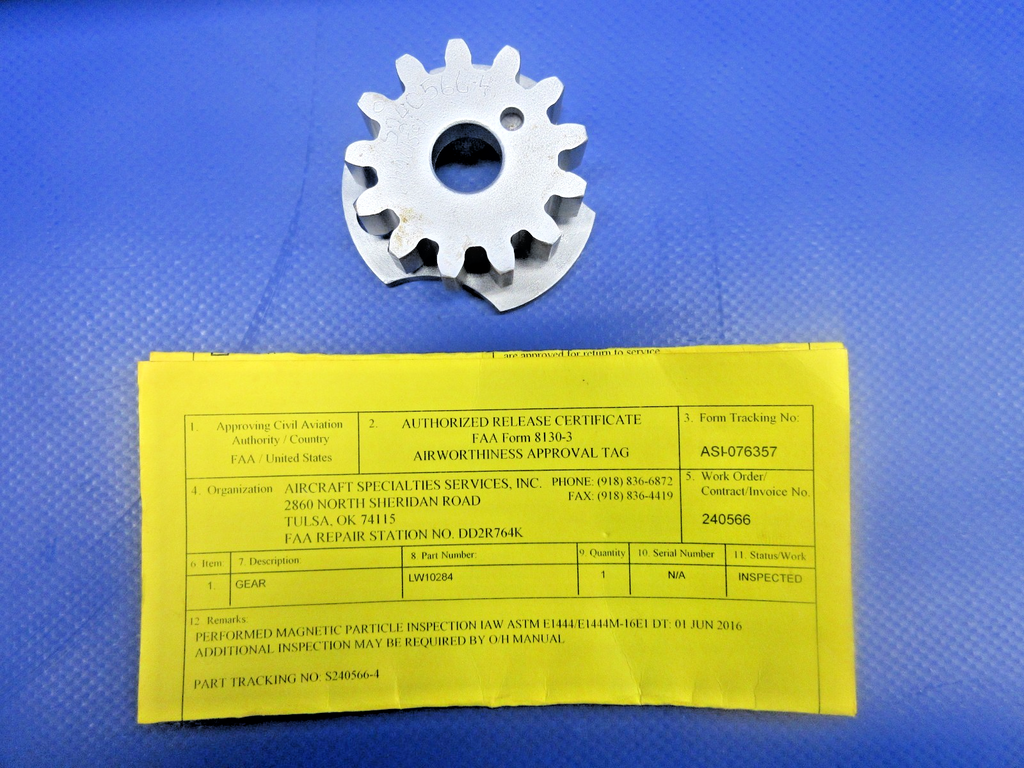 are approved for return to service
1. Approving Civil Aviation
Authority / Country
FAA / United States
2. AUTHORIZED RELEASE CERTIFICATE
FAA Form 8130-3
AIRWORTHINESS APPROVAL TAG
3. Form Tracking No:
ASI-076357
4. Organization AIRCRAFT SPECIALTIES SERVICES, INC. PHONE: (918) 836-6872
2860 NORTH SHERIDAN ROAD FAX: (918) 836-4419
TULSA, OK 74115
FAA REPAIR STATION NO. DD2R764K
5. Work Order/
Contract/Invoice No.
240566
6 Item 7. Description: 8 Part Number: 9. Quantity 10. Serial Number 11. Status/Work
1. GEAR LW10284 1 N/A INSPECTED
12 Remarks:
PERFORMED MAGNETIC PARTICLE INSPECTION IAW ASTM E1444/E1444M-16E1 DT: 01 JUN 2016
ADDITIONAL INSPECTION MAY BE REQUIRED BY O/H MANUAL
PART TRACKING NO: S240566-4